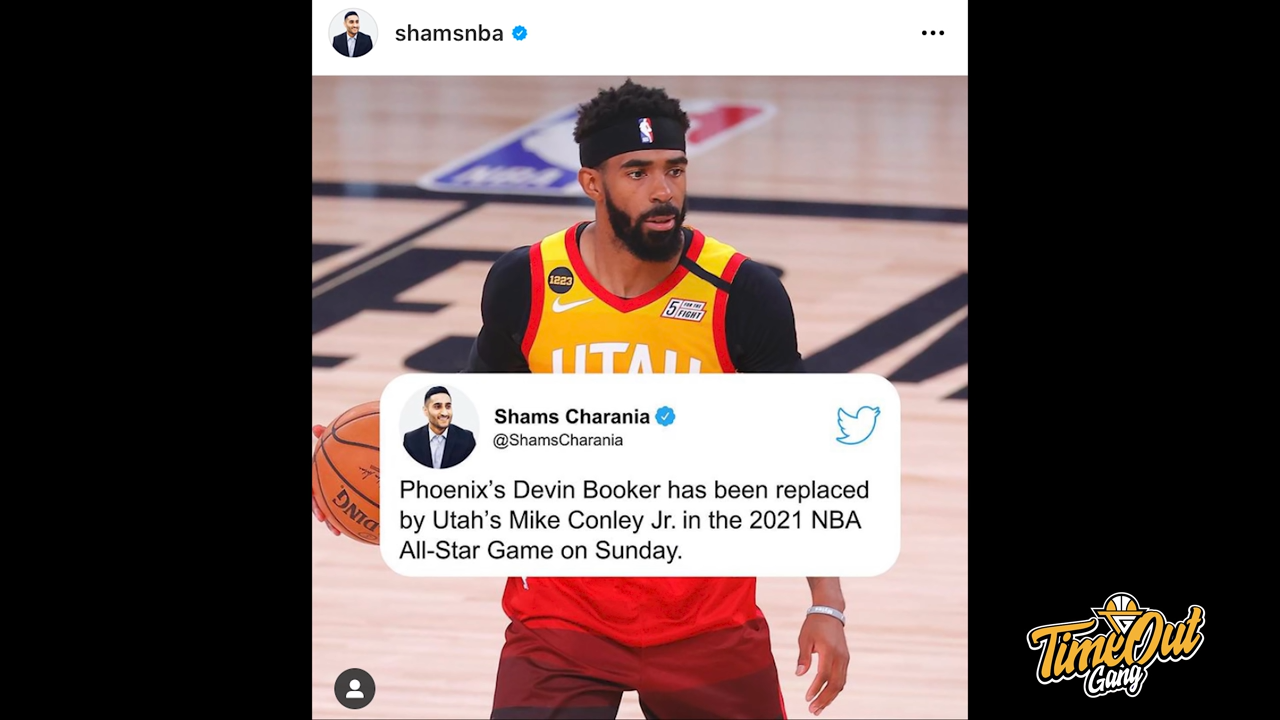 shamsnba
NBA
1223
5 FOR THE
FIGHT
UTAH
Shams Charania
@ShamsCharania
Phoenix's Devin Booker has been replaced
by Utah's Mike Conley Jr. in the 2021 NBA
All-Star Game on Sunday.
TimeOut
Gang